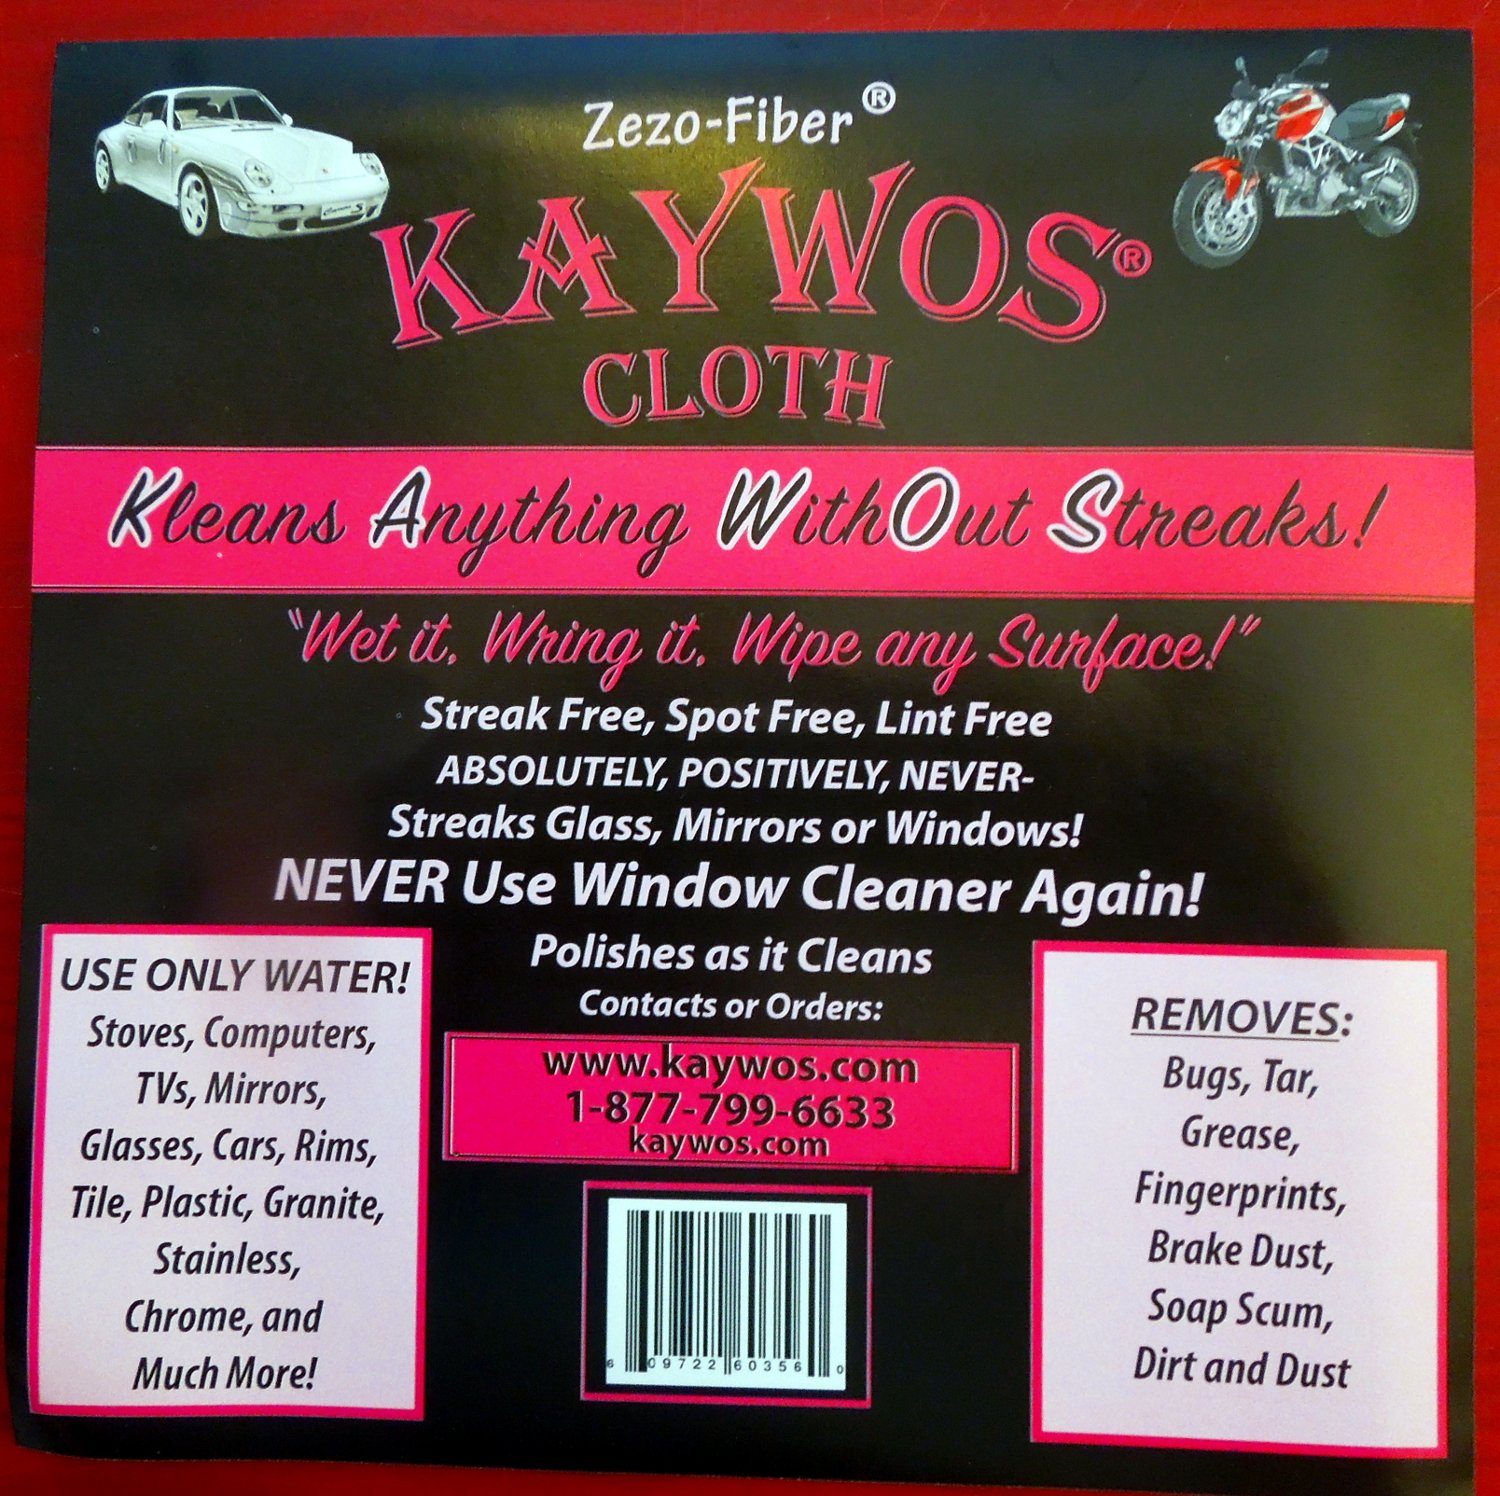 Zezo-Fiber®
KAYWOS®
CLOTH
Kleans Anything WithOut Streaks!
"Wet it, Wring it, Wipe any Surface!"
Streak Free, Spot Free, Lint Free
ABSOLUTELY, POSITIVELY, NEVER-
Streaks Glass, Mirrors or Windows!
NEVER Use Window Cleaner Again!
Polishes as it Cleans
Contacts or Orders:
www.kaywos.com
1-877-799-6633
kaywos.com
6 09722 60356 0
USE ONLY WATER!
Stoves, Computers,
TVs, Mirrors,
Glasses, Cars, Rims,
Tile, Plastic, Granite,
Stainless,
Chrome, and
Much More!
REMOVES:
Bugs, Tar,
Grease,
Fingerprints,
Brake Dust,
Soap Scum,
Dirt and Dust